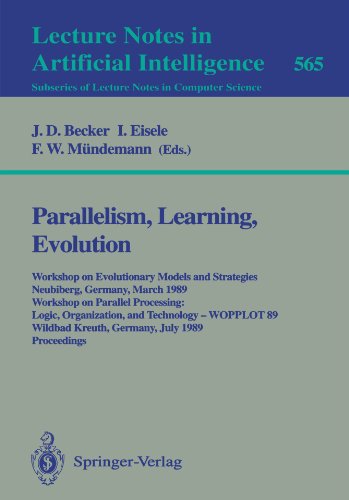 Lecture Notes in
Artificial Intelligence 565
Subseries of Lecture Notes in Computer Science
J. D. Becker I. Eisele
F. W. Mündemann (Eds.)
Parallelism, Learning,
Evolution
Workshop on Evolutionary Models and Strategies
Neubiberg, Germany, March 1989
Workshop on Parallel Processing:
Logic, Organization, and Technology – WOPPLOT 89
Wildbad Kreuth, Germany, July 1989
Proceedings
Springer-Verlag